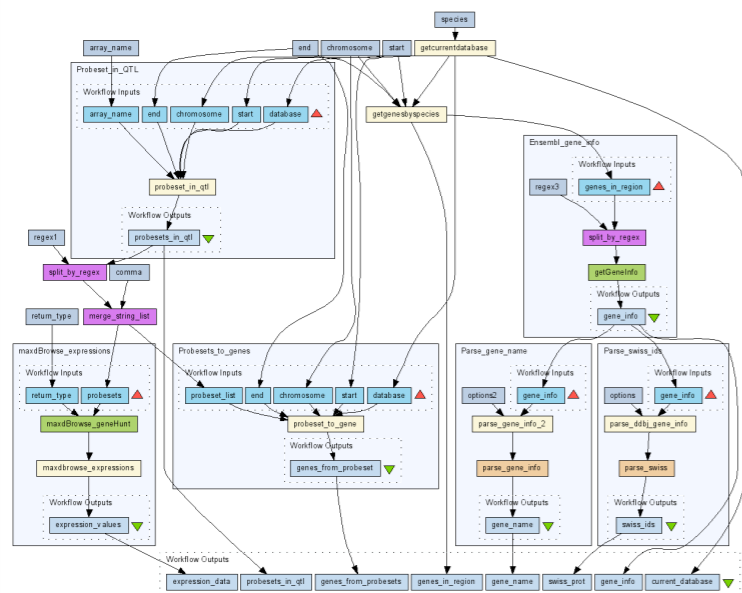 species
array_name
end
chromosome
start
getcurrentdatabase
Probeset_in_QTL
Workflow Inputs
array_name
end
chromosome
start
database
getgenesbyspecies
Ensembl_gene_info
Workflow Inputs
regex3
genes_in_region
probeset_in_qtl
Workflow Outputs
probesets_in_qtl
regex1
split_by_regex
split_by_regex
comma
getGeneInfo
Workflow Outputs
return_type
merge_string_list
gene_info
maxdBrowse_expressions
Workflow Inputs
return_type
probesets
Probesets_to_genes
Workflow Inputs
probeset_list
end
chromosome
start
database
Parse_gene_name
Workflow Inputs
options2
gene_info
Parse_swiss_ids
Workflow Inputs
options
gene_info
maxdBrowse_geneHunt
probeset_to_gene
parse_gene_info_2
parse_ddbj_gene_info
Workflow Outputs
maxdbrowse_expressions
genes_from_probeset
parse_gene_info
parse_swiss
Workflow Outputs
Workflow Outputs
Workflow Outputs
expression_values
gene_name
swiss_ids
Workflow Outputs
expression_data
probesets_in_qtl
genes_from_probesets
genes_in_region
gene_name
swiss_prot
gene_info
current_database